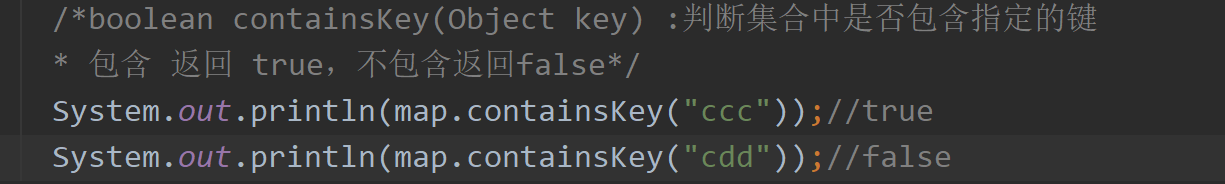 /*boolean containsKey(Object key) :判断集合中是否包含指定的键
* 包含 返回 true，不包含返回false*/
System.out.println(map.containsKey("ccc"));//true
System.out.println(map.containsKey("cdd"));//false